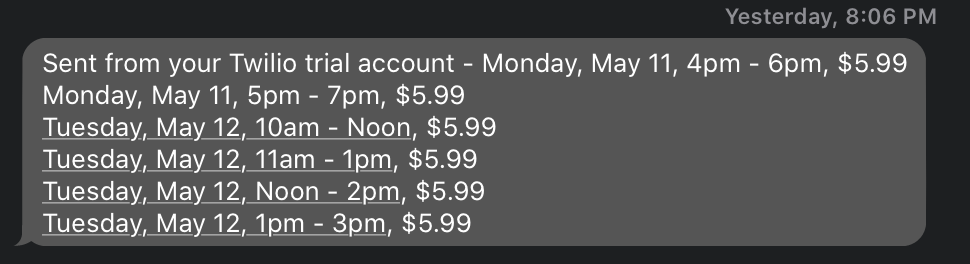 Yesterday, 8:06 PM
Sent from your Twilio trial account - Monday, May 11, 4pm - 6pm, $5.99
Monday, May 11, 5pm - 7pm, $5.99
Tuesday, May 12, 10am - Noon, $5.99
Tuesday, May 12, 11am - 1pm, $5.99
Tuesday, May 12, Noon - 2pm, $5.99
Tuesday, May 12, 1pm - 3pm, $5.99